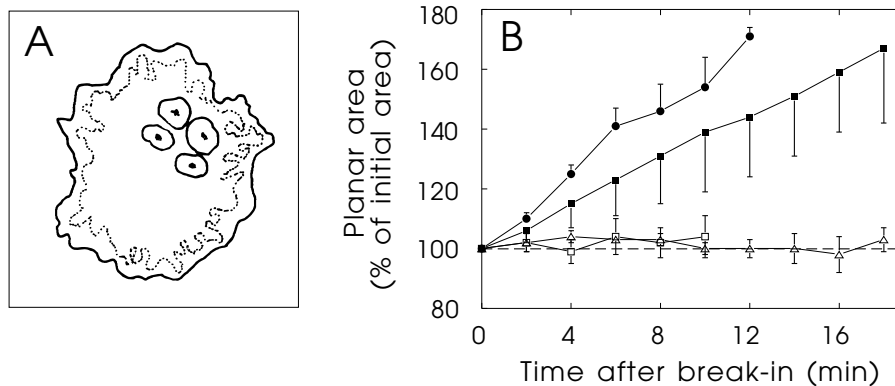 A
B
Planar area
(% of initial area)
180
160
140
120
100
80
0
4
8
12
16
Time after break-in (min)